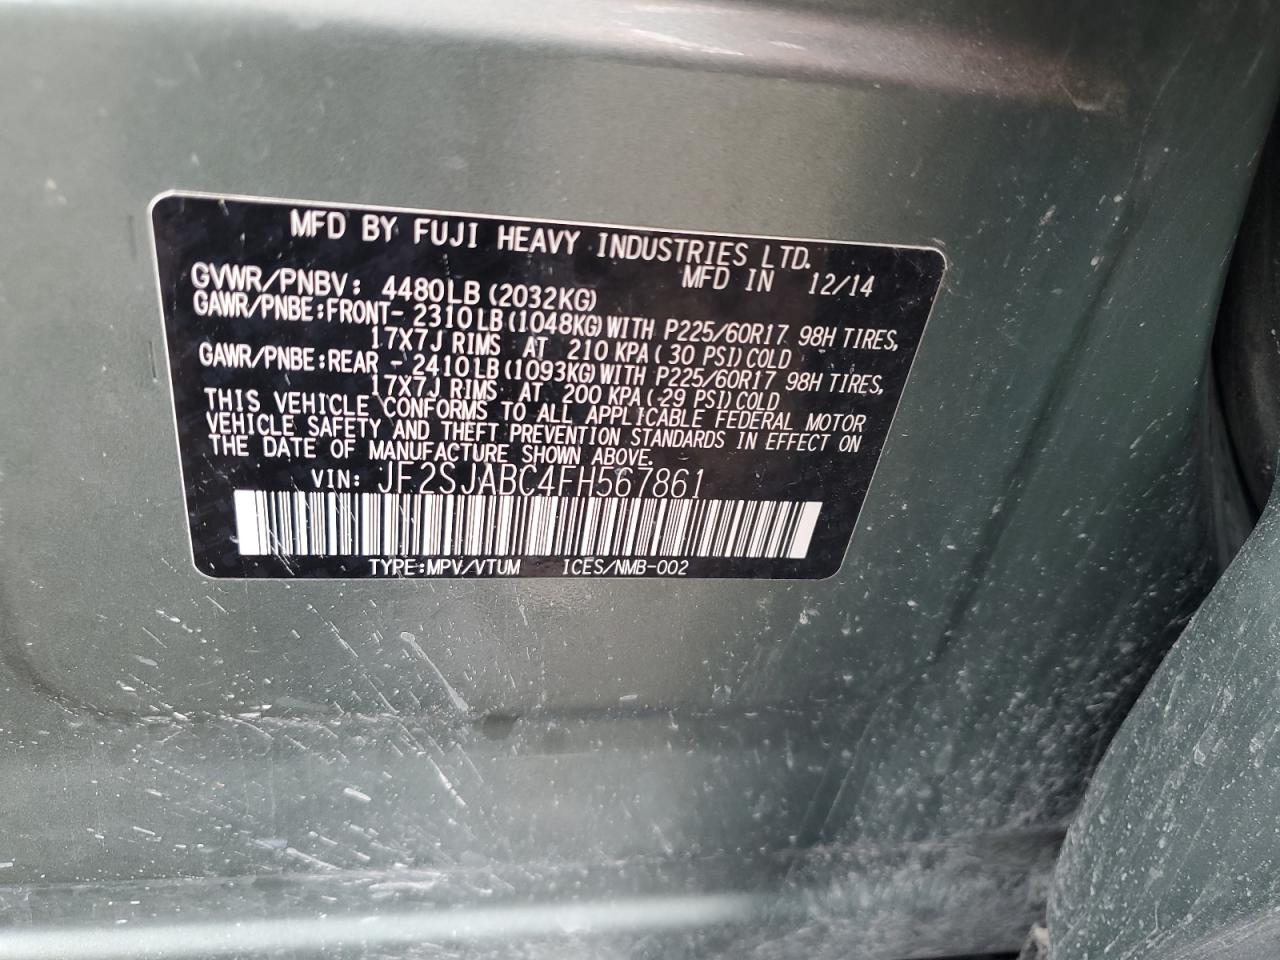 MFD BY FUJI HEAVY INDUSTRIES LTD.
MFD IN 12/14
GVWR/PNBV: 4480LB (2032KG)
GAWR/PNBE:FRONT- 2310LB(1048KG)WITH P225/60R17 98H TIRES,
17X7J RIMS AT 210 KPA( 30 PSI)COLD
GAWR/PNBE:REAR - 2410LB(1093KG)WITH P225/60R17 98H TIRES,
17X7J RIMS AT 200 KPA( 29 PSI)COLD
THIS VEHICLE CONFORMS TO ALL APPLICABLE FEDERAL MOTOR
VEHICLE SAFETY AND THEFT PREVENTION STANDARDS IN EFFECT ON
THE DATE OF MANUFACTURE SHOWN ABOVE.
VIN: JF2SJABC4FH567861
TYPE:MPV/VTUM ICES/NMB-002